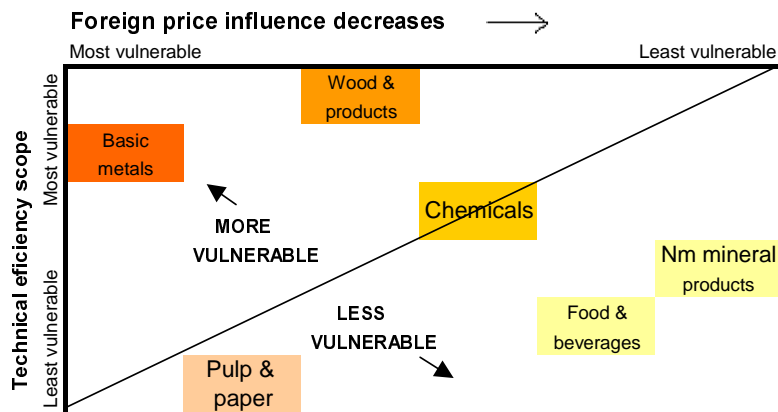 Foreign price influence decreases
Most vulnerable
Least vulnerable
Technical eficiency scope
Most vulnerable
Least vulnerable
Wood &
products
Basic
metals
MORE
VULNERABLE
Chemicals
Nm mineral
products
LESS
VULNERABLE
Food &
beverages
Pulp &
paper